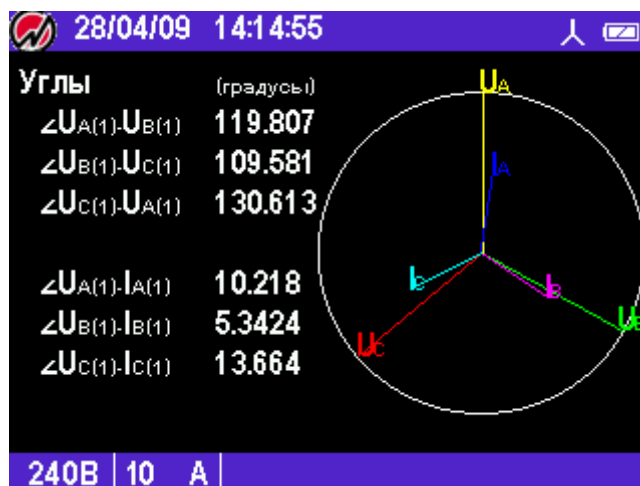 28/04/09 14:14:55
Углы (градусы)
∠UA(1)-UB(1) 119.807
∠UB(1)-UC(1) 109.581
∠UC(1)-UA(1) 130.613
∠UA(1)-IA(1) 10.218
∠UB(1)-IB(1) 5.3424
∠UC(1)-IC(1) 13.664
UA
IA
IC
IB
UB
UC
240В 10 А